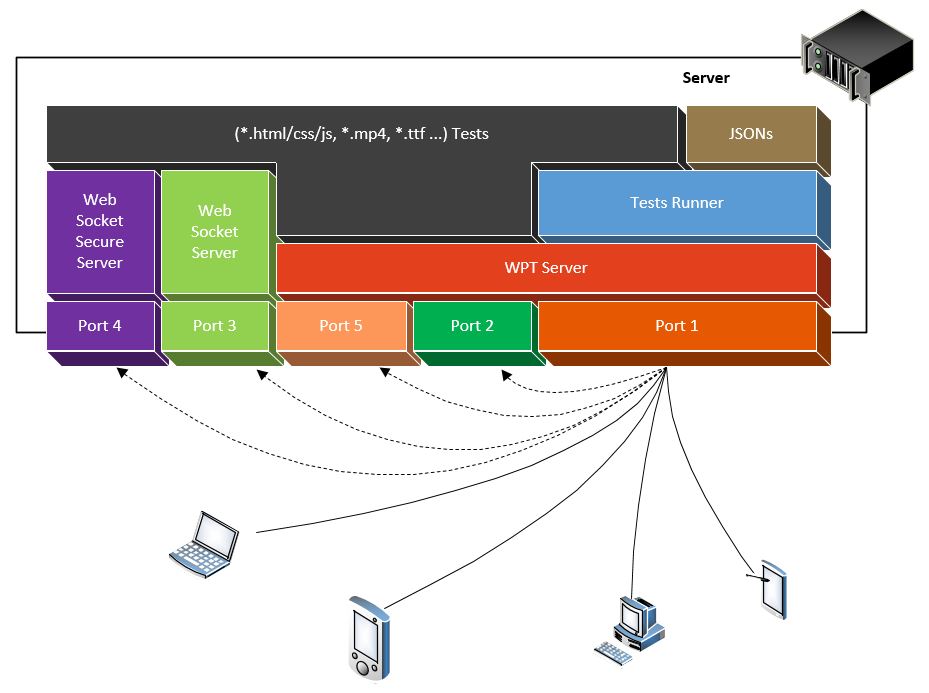 Server
(*.html/css/js, *.mp4, *.ttf ...) Tests
JSONs
Web
Socket
Secure
Server
Web
Socket
Server
Tests Runner
WPT Server
Port 4
Port 3
Port 5
Port 2
Port 1